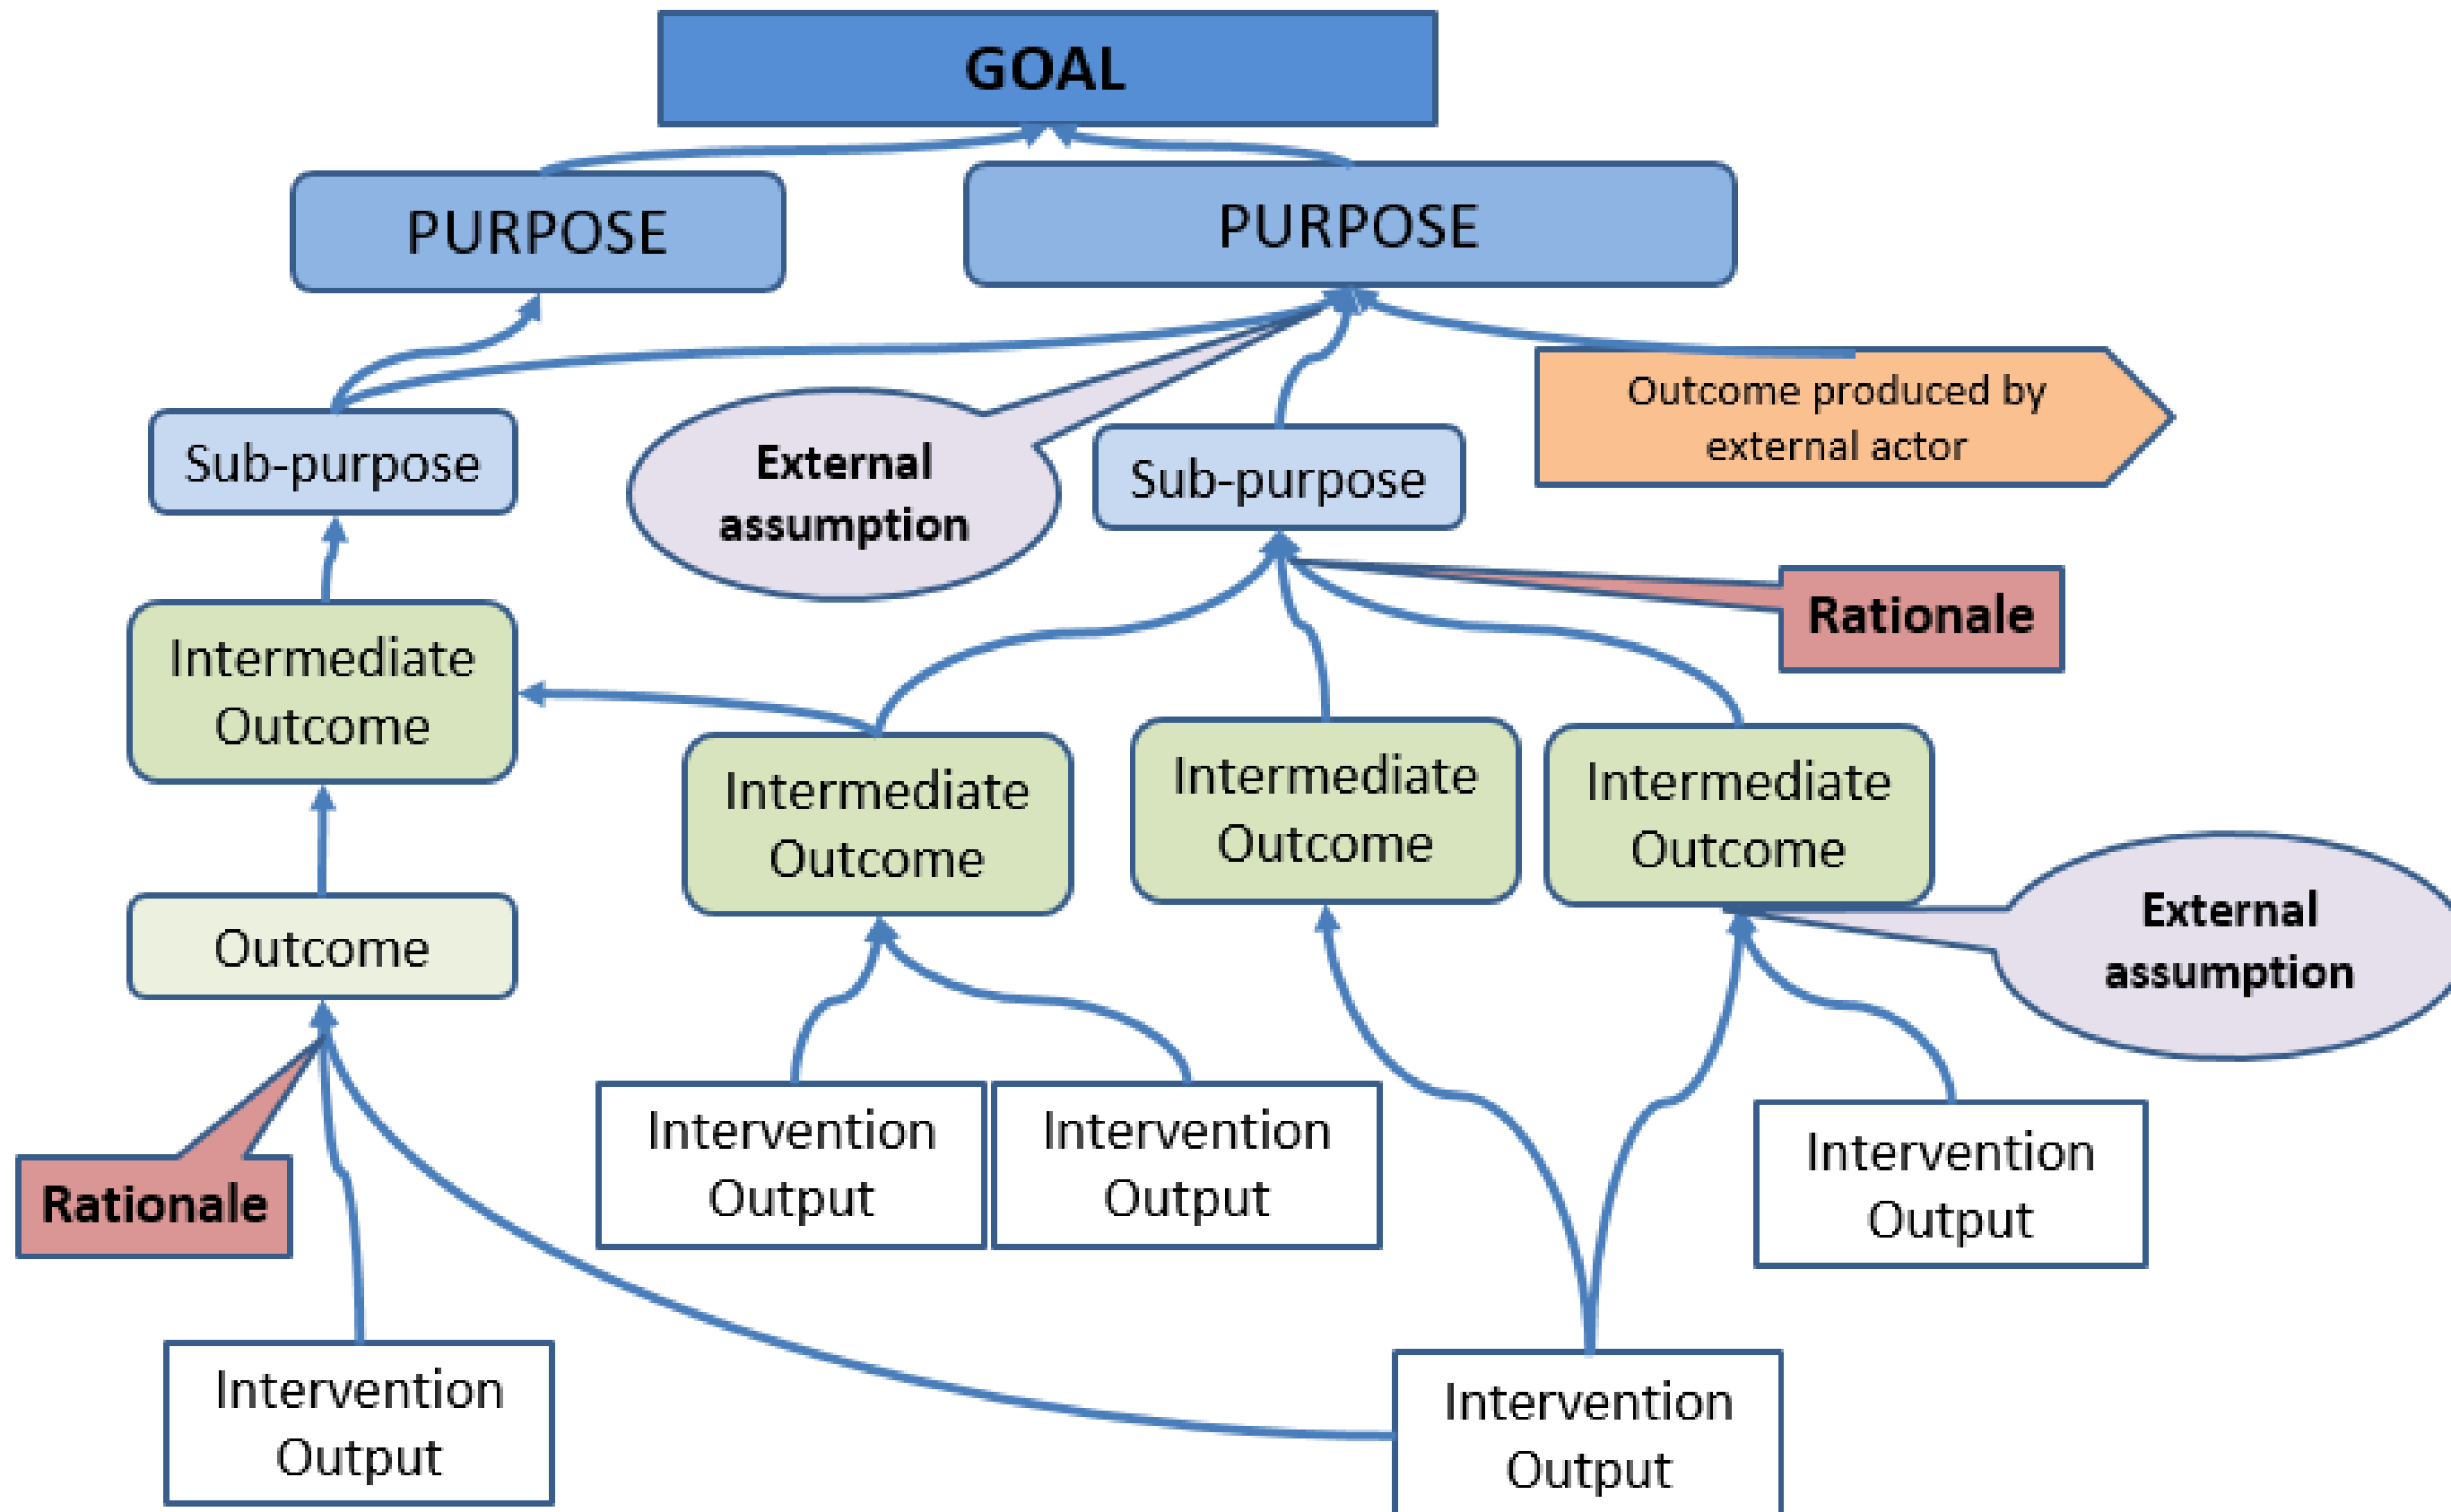 GOAL
PURPOSE
PURPOSE
Outcome produced by
external actor
Sub-purpose
External
assumption
Sub-purpose
Rationale
Intermediate
Outcome
Intermediate
Outcome
Intermediate
Outcome
Intermediate
Outcome
External
assumption
Outcome
Intervention
Output
Intervention
Output
Intervention
Output
Rationale
Intervention
Output
Intervention
Output